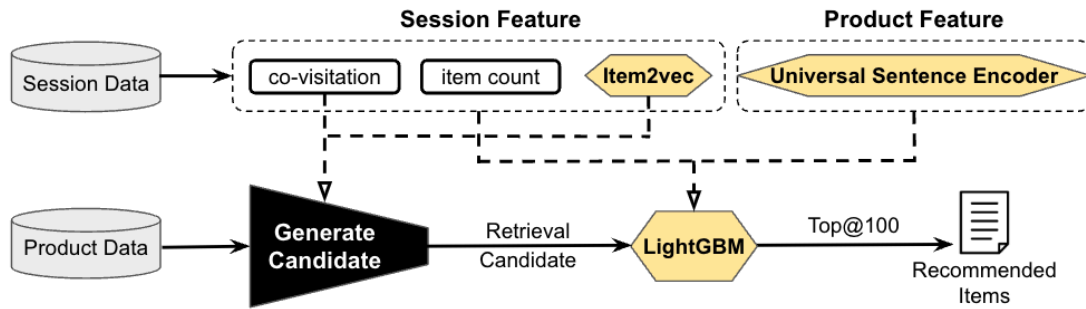 Session Feature
Product Feature
Session Data
co-visitation
item count
Item2vec
Universal Sentence Encoder
Product Data
Generate
Candidate
Retrieval
Candidate
LightGBM
Top@100
Recommended
Items